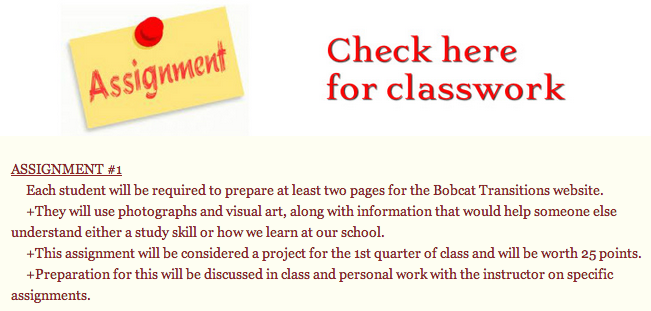 Assignment
Check here
for classwork
ASSIGNMENT #1
Each student will be required to prepare at least two pages for the Bobcat Transitions website.
+They will use photographs and visual art, along with information that would help someone else
understand either a study skill or how we learn at our school.
+This assignment will be considered a project for the 1st quarter of class and will be worth 25 points.
+Preparation for this will be discussed in class and personal work with the instructor on specific
assignments.